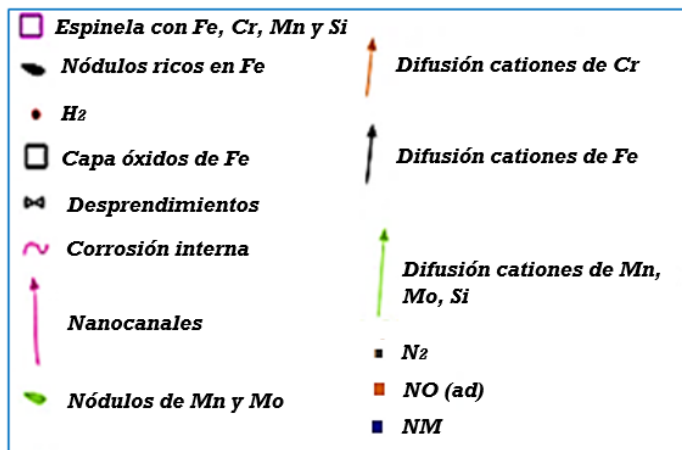 Espinela con Fe, Cr, Mn y Si
Nódulos ricos en Fe
H2
Capa óxidos de Fe
Desprendimientos
Corrosión interna
Nanocanales
Nódulos de Mn y Mo
Difusión cationes de Cr
Difusión cationes de Fe
Difusión cationes de Mn,
Mo, Si
N2
NO (ad)
NM